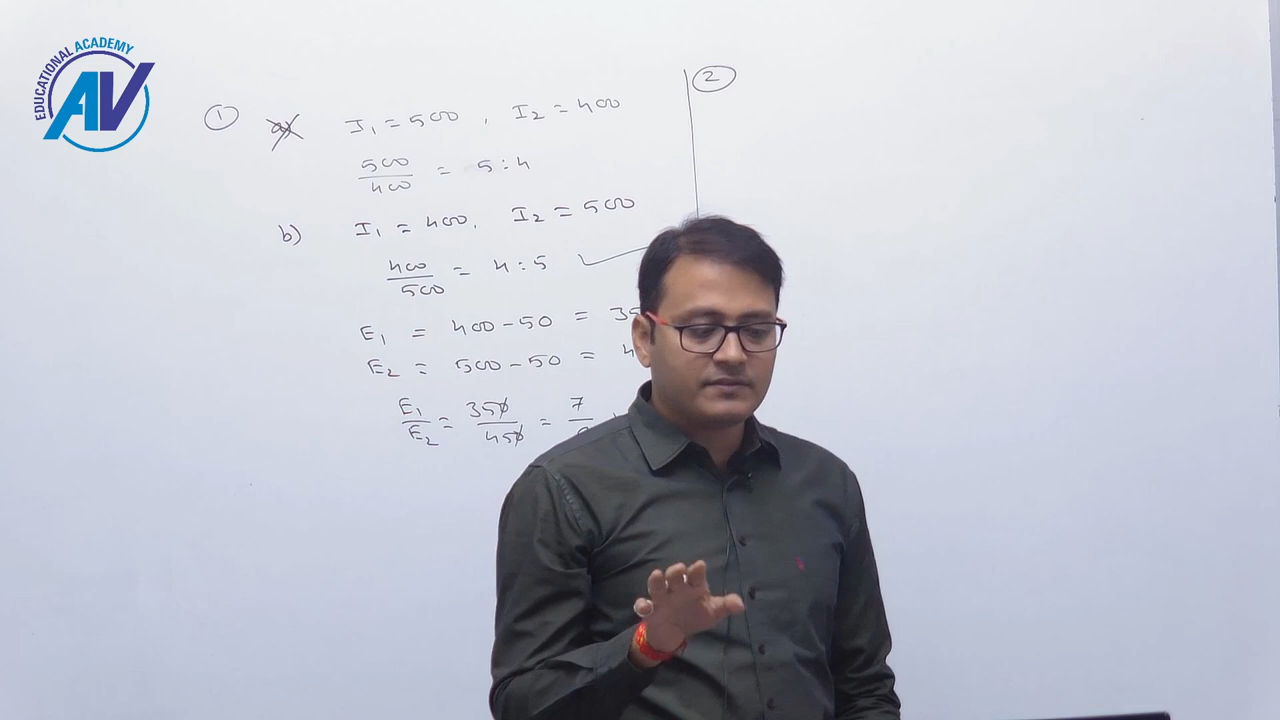 EDUCATIONAL ACADEMY
AV
① a) I₁ = 500 , I₂ = 400
500/400 = 5:4
b) I₁ = 400, I₂ = 500
400/500 = 4:5 ✓
E₁ = 400 - 50 = 35
E₂ = 500 - 50 = 4
E₁/E₂ = 350/450 = 7/
②